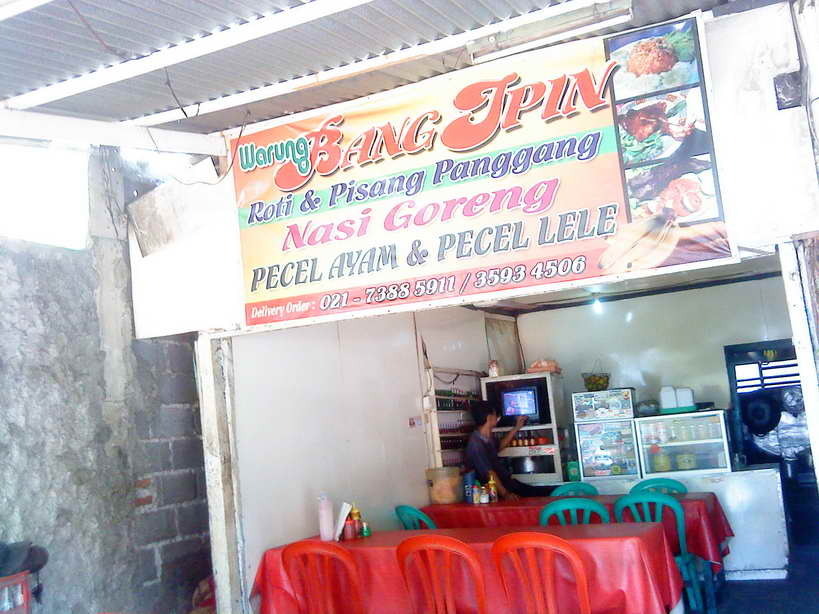 Warung BANG IPIN
Roti & Pisang Panggang
Nasi Goreng
PECEL AYAM & PECEL LELE
Delivery Order : 021 - 7388 5911 / 3593 4506